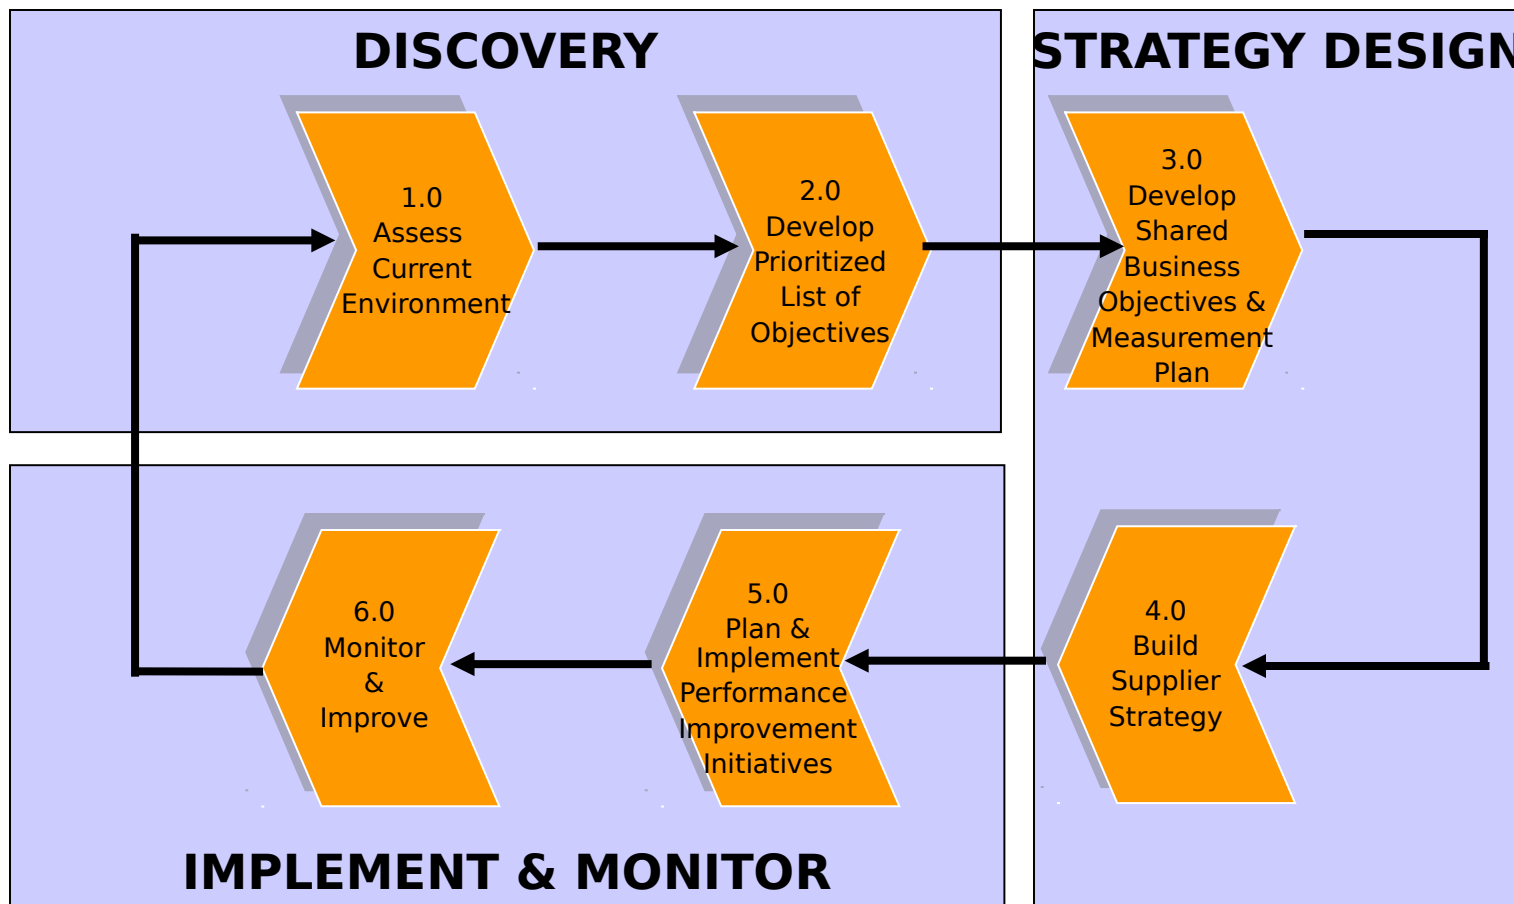 DISCOVERY
STRATEGY DESIGN
1.0
Assess
Current
Environment
2.0
Develop
Prioritized
List of
Objectives
3.0
Develop
Shared
Business
Objectives &
Measurement
Plan
4.0
Build
Supplier
Strategy
5.0
Plan &
Implement
Performance
Improvement
Initiatives
6.0
Monitor
&
Improve
IMPLEMENT & MONITOR